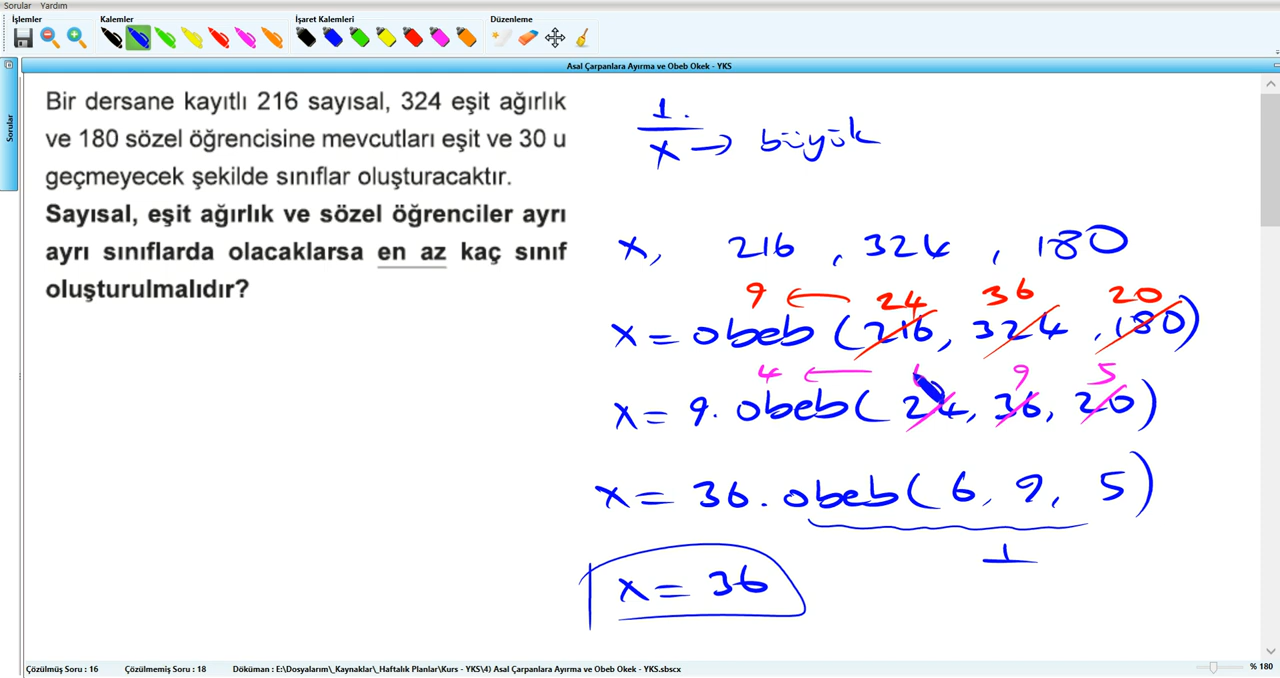 Sorular Yardım
İşlemler Kalemler İşaret Kalemleri Düzenleme
Asal Çarpanlara Ayırma ve Obeb Okek - YKS
Sorular
Bir dersane kayıtlı 216 sayısal, 324 eşit ağırlık
ve 180 sözel öğrencisine mevcutları eşit ve 30 u
geçmeyecek şekilde sınıflar oluşturacaktır.
Sayısal, eşit ağırlık ve sözel öğrenciler ayrı
ayrı sınıflarda olacaklarsa en az kaç sınıf
oluşturulmalıdır?
1.
x → büyük
x, 216 , 324 , 180
9 ← 24 36 20
x = obeb (216, 324, 180)
4 ← 9 5
x = 9. obeb( 24, 36, 20)
x = 36. obeb( 6, 9, 5)
1
x = 36
Çözülmüş Soru : 16 Çözülmemiş Soru : 18 Döküman : E:\Dosyalarım\_Kaynaklar\_Haftalık Planlar\Kurs - YKS\4) Asal Çarpanlara Ayırma ve Obeb Okek - YKS.sbscx % 180